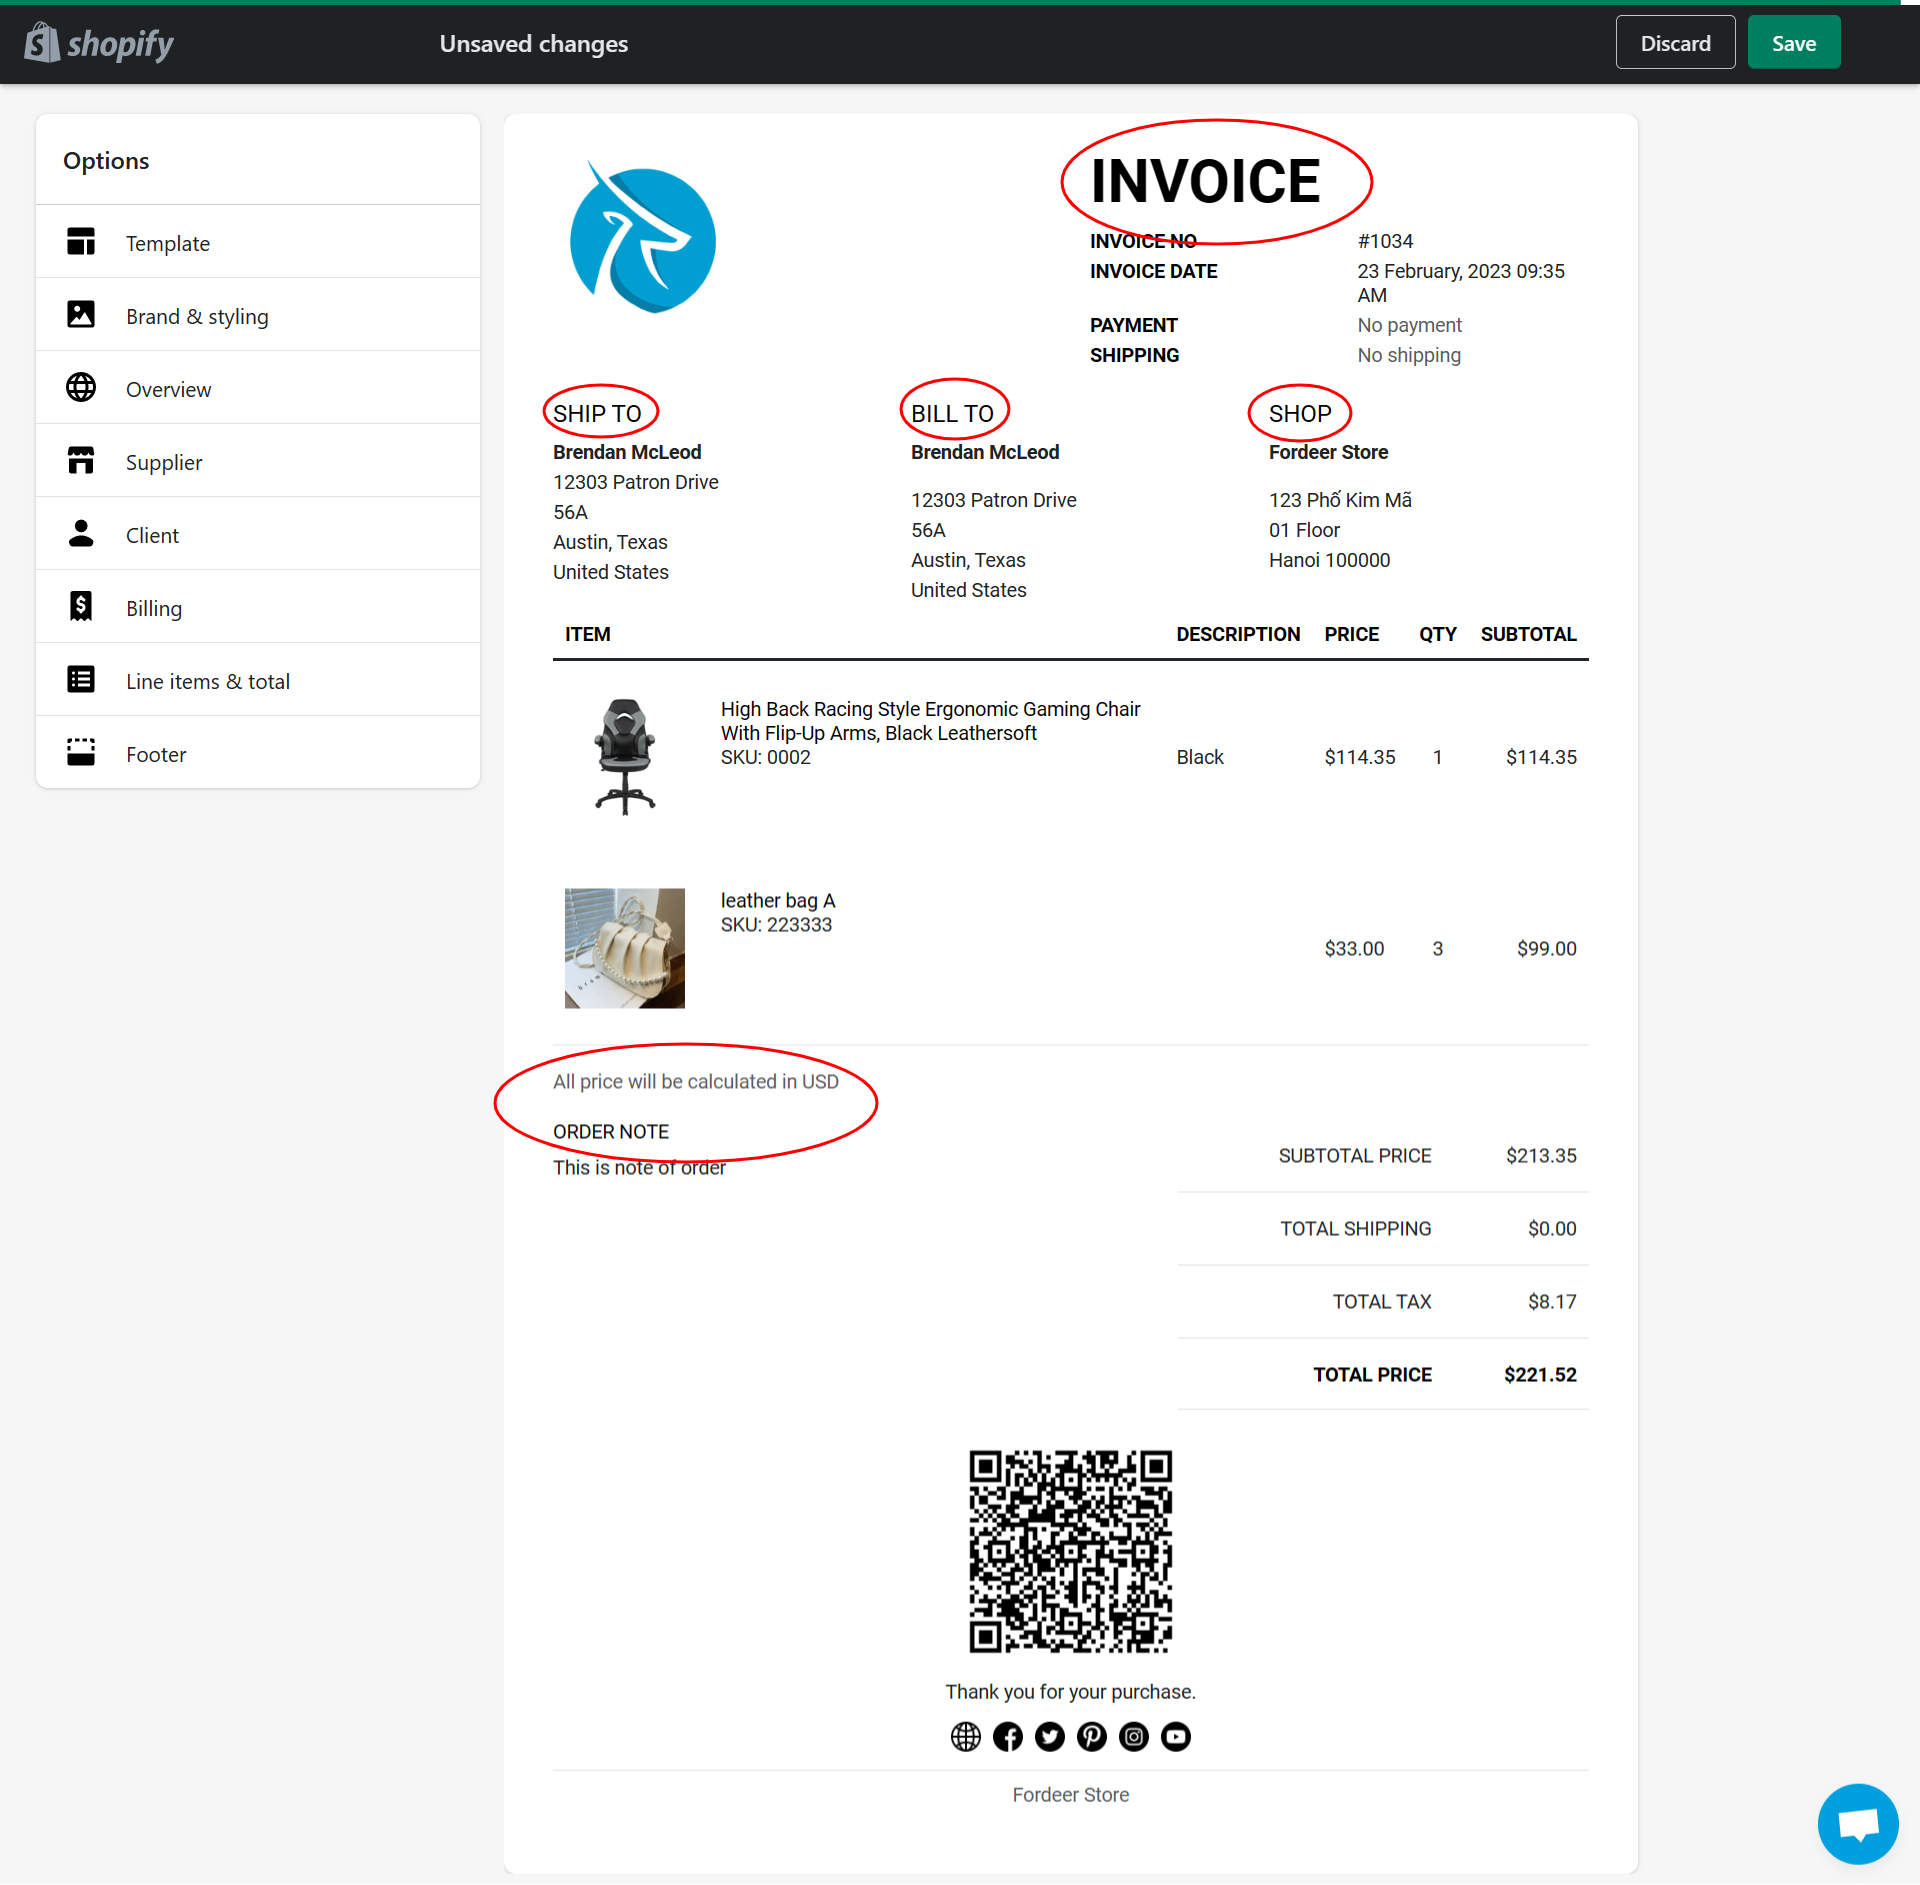 shopify
Unsaved changes
Discard
Save
Options
Template
Brand & styling
Overview
Supplier
Client
Billing
Line items & total
Footer
INVOICE
INVOICE NO #1034
INVOICE DATE 23 February, 2023 09:35
AM
PAYMENT No payment
SHIPPING No shipping
SHIP TO
Brendan McLeod
12303 Patron Drive
56A
Austin, Texas
United States
BILL TO
Brendan McLeod
12303 Patron Drive
56A
Austin, Texas
United States
SHOP
Fordeer Store
123 Phố Kim Mã
01 Floor
Hanoi 100000
ITEM DESCRIPTION PRICE QTY SUBTOTAL
High Back Racing Style Ergonomic Gaming Chair
With Flip-Up Arms, Black Leathersoft
SKU: 0002
Black $114.35 1 $114.35
leather bag A
SKU: 223333
$33.00 3 $99.00
All price will be calculated in USD
ORDER NOTE
This is note of order
SUBTOTAL PRICE $213.35
TOTAL SHIPPING $0.00
TOTAL TAX $8.17
TOTAL PRICE $221.52
Thank you for your purchase.
Fordeer Store